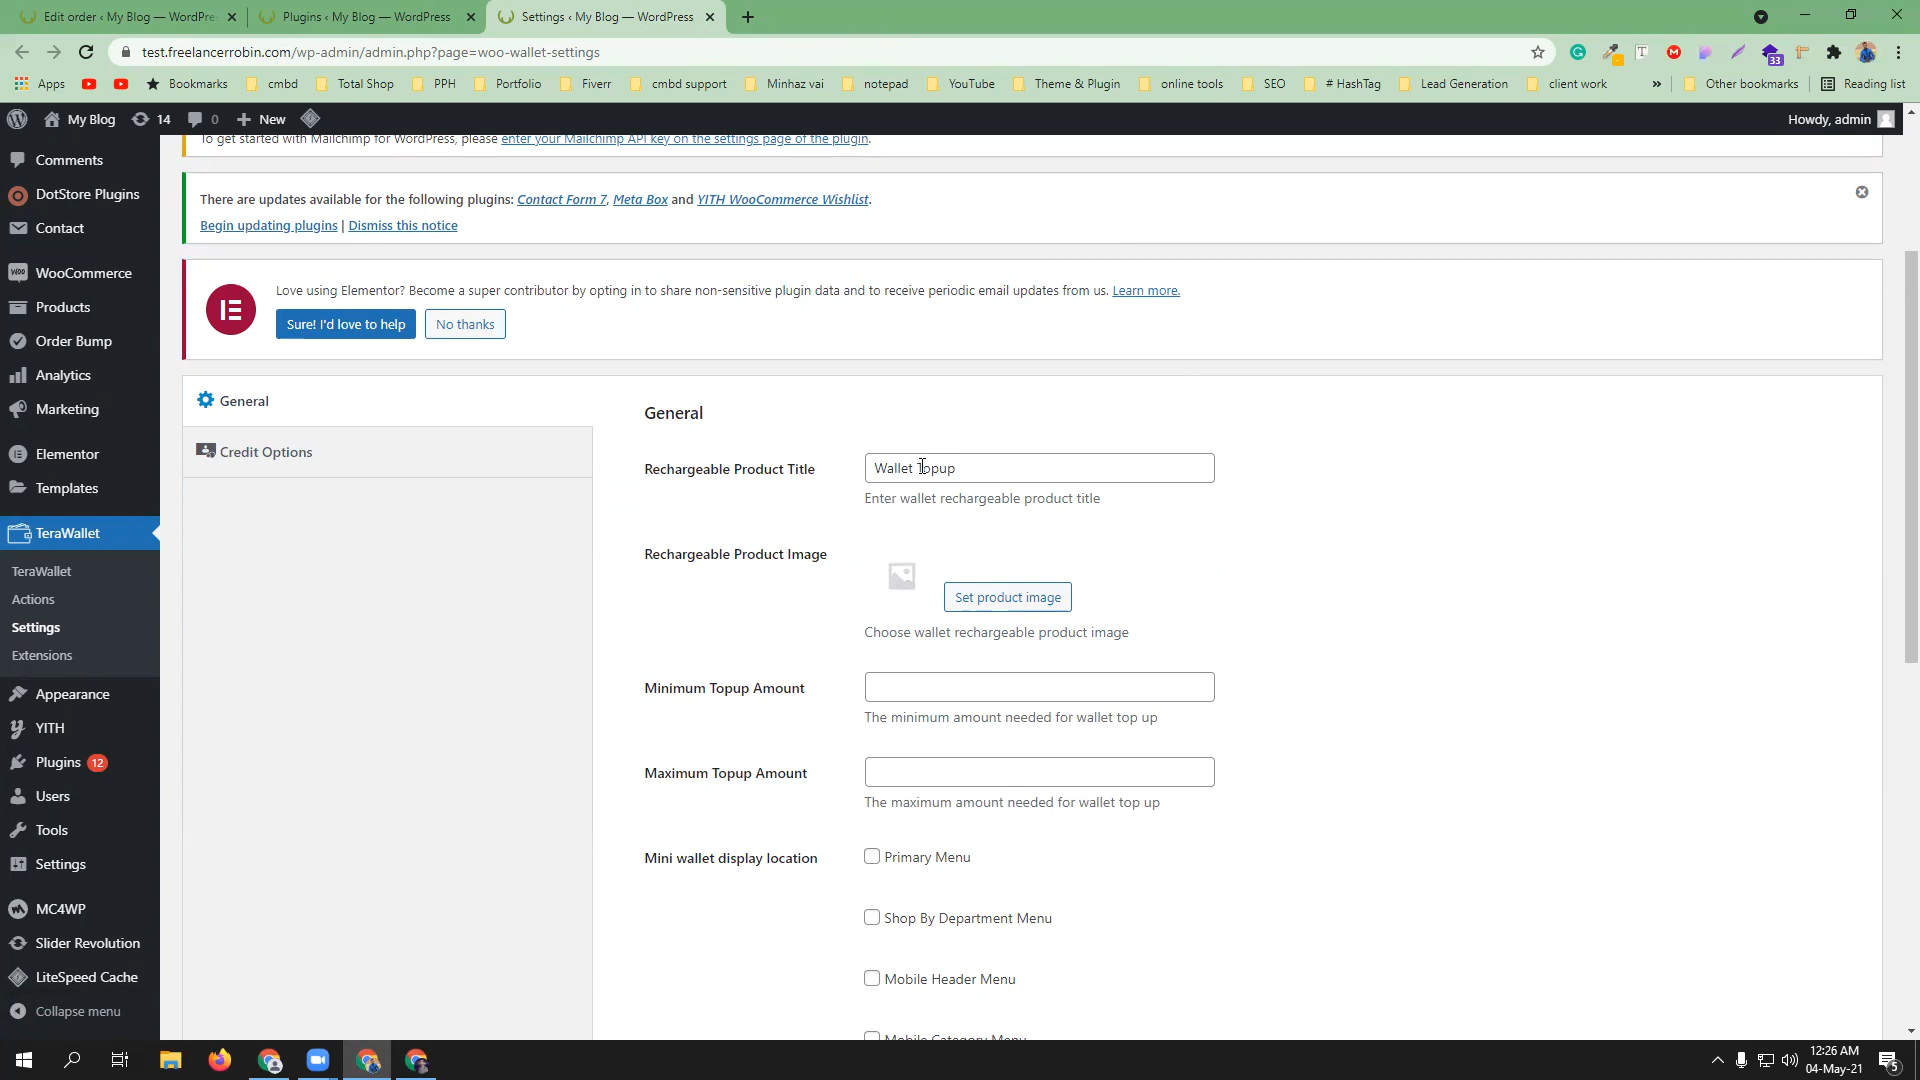 Edit order ‹ My Blog — WordPre
Plugins ‹ My Blog — WordPress
Settings ‹ My Blog — WordPress
test.freelancerrobin.com/wp-admin/admin.php?page=woo-wallet-settings
33
Apps
Bookmarks
cmbd
Total Shop
PPH
Portfolio
Fiverr
cmbd support
Minhaz vai
notepad
YouTube
Theme & Plugin
online tools
SEO
# HashTag
Lead Generation
client work
»
Other bookmarks
Reading list
My Blog
14
0
New
Howdy, admin
Comments
DotStore Plugins
Contact
WooCommerce
Products
Order Bump
Analytics
Marketing
Elementor
Templates
TeraWallet
TeraWallet
Actions
Settings
Extensions
Appearance
YITH
Plugins 12
Users
Tools
Settings
MC4WP
Slider Revolution
LiteSpeed Cache
Collapse menu
To get started with Mailchimp for WordPress, please enter your Mailchimp API key on the settings page of the plugin.
There are updates available for the following plugins: Contact Form 7, Meta Box and YITH WooCommerce Wishlist.
Begin updating plugins | Dismiss this notice
Love using Elementor? Become a super contributor by opting in to share non-sensitive plugin data and to receive periodic email updates from us. Learn more.
Sure! I'd love to help
No thanks
General
Credit Options
General
Rechargeable Product Title
Wallet Topup
Enter wallet rechargeable product title
Rechargeable Product Image
Set product image
Choose wallet rechargeable product image
Minimum Topup Amount
The minimum amount needed for wallet top up
Maximum Topup Amount
The maximum amount needed for wallet top up
Mini wallet display location
Primary Menu
Shop By Department Menu
Mobile Header Menu
Mobile Category Menu
12:26 AM
04-May-21
5